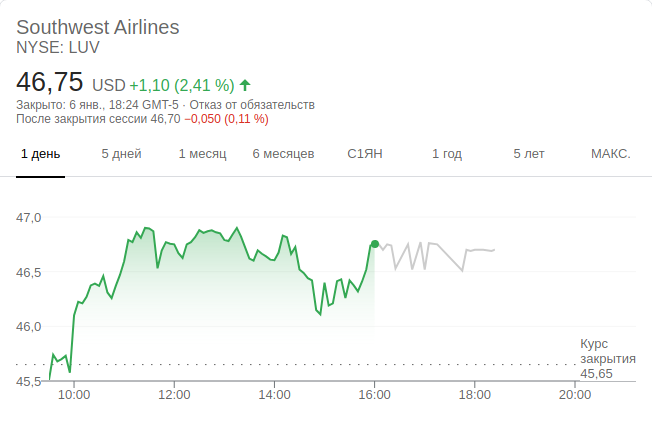 Southwest Airlines
NYSE: LUV
46,75 USD +1,10 (2,41 %)
Закрыто: 6 янв., 18:24 GMT-5 · Отказ от обязательств
После закрытия сессии 46,70 −0,050 (0,11 %)
1 день 5 дней 1 месяц 6 месяцев С1ЯН 1 год 5 лет МАКС.
47,0
46,5
46,0
Курс
закрытия
45,65
45,5
10:00 12:00 14:00 16:00 18:00 20:00